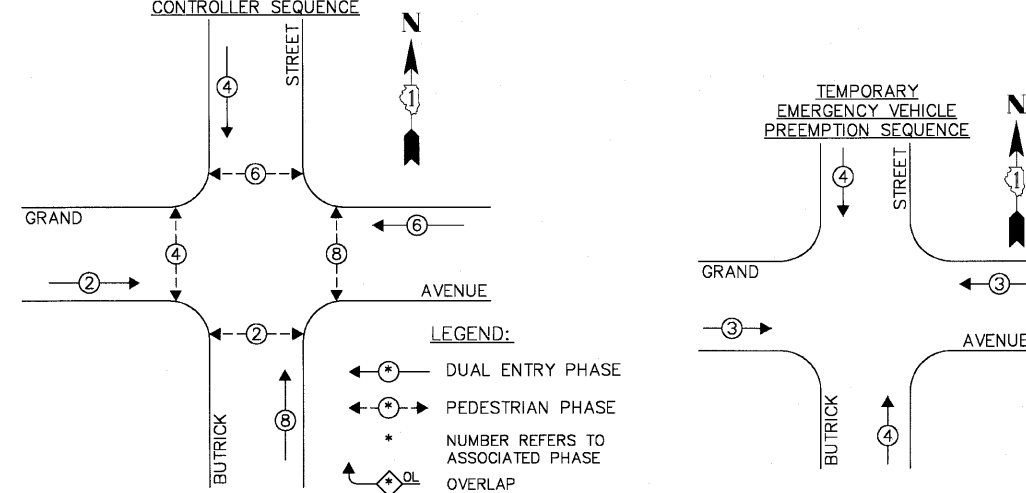 CONTROLLER SEQUENCE
STREET
N
1
4
6
GRAND
6
4
8
2
AVENUE
2
8
BUTRICK
LEGEND:
* DUAL ENTRY PHASE
* PEDESTRIAN PHASE
* NUMBER REFERS TO
ASSOCIATED PHASE
* OL OVERLAP
TEMPORARY
EMERGENCY VEHICLE
PREEMPTION SEQUENCE
N
1
STREET
4
GRAND
3
3
AVENUE
BUTRICK
4